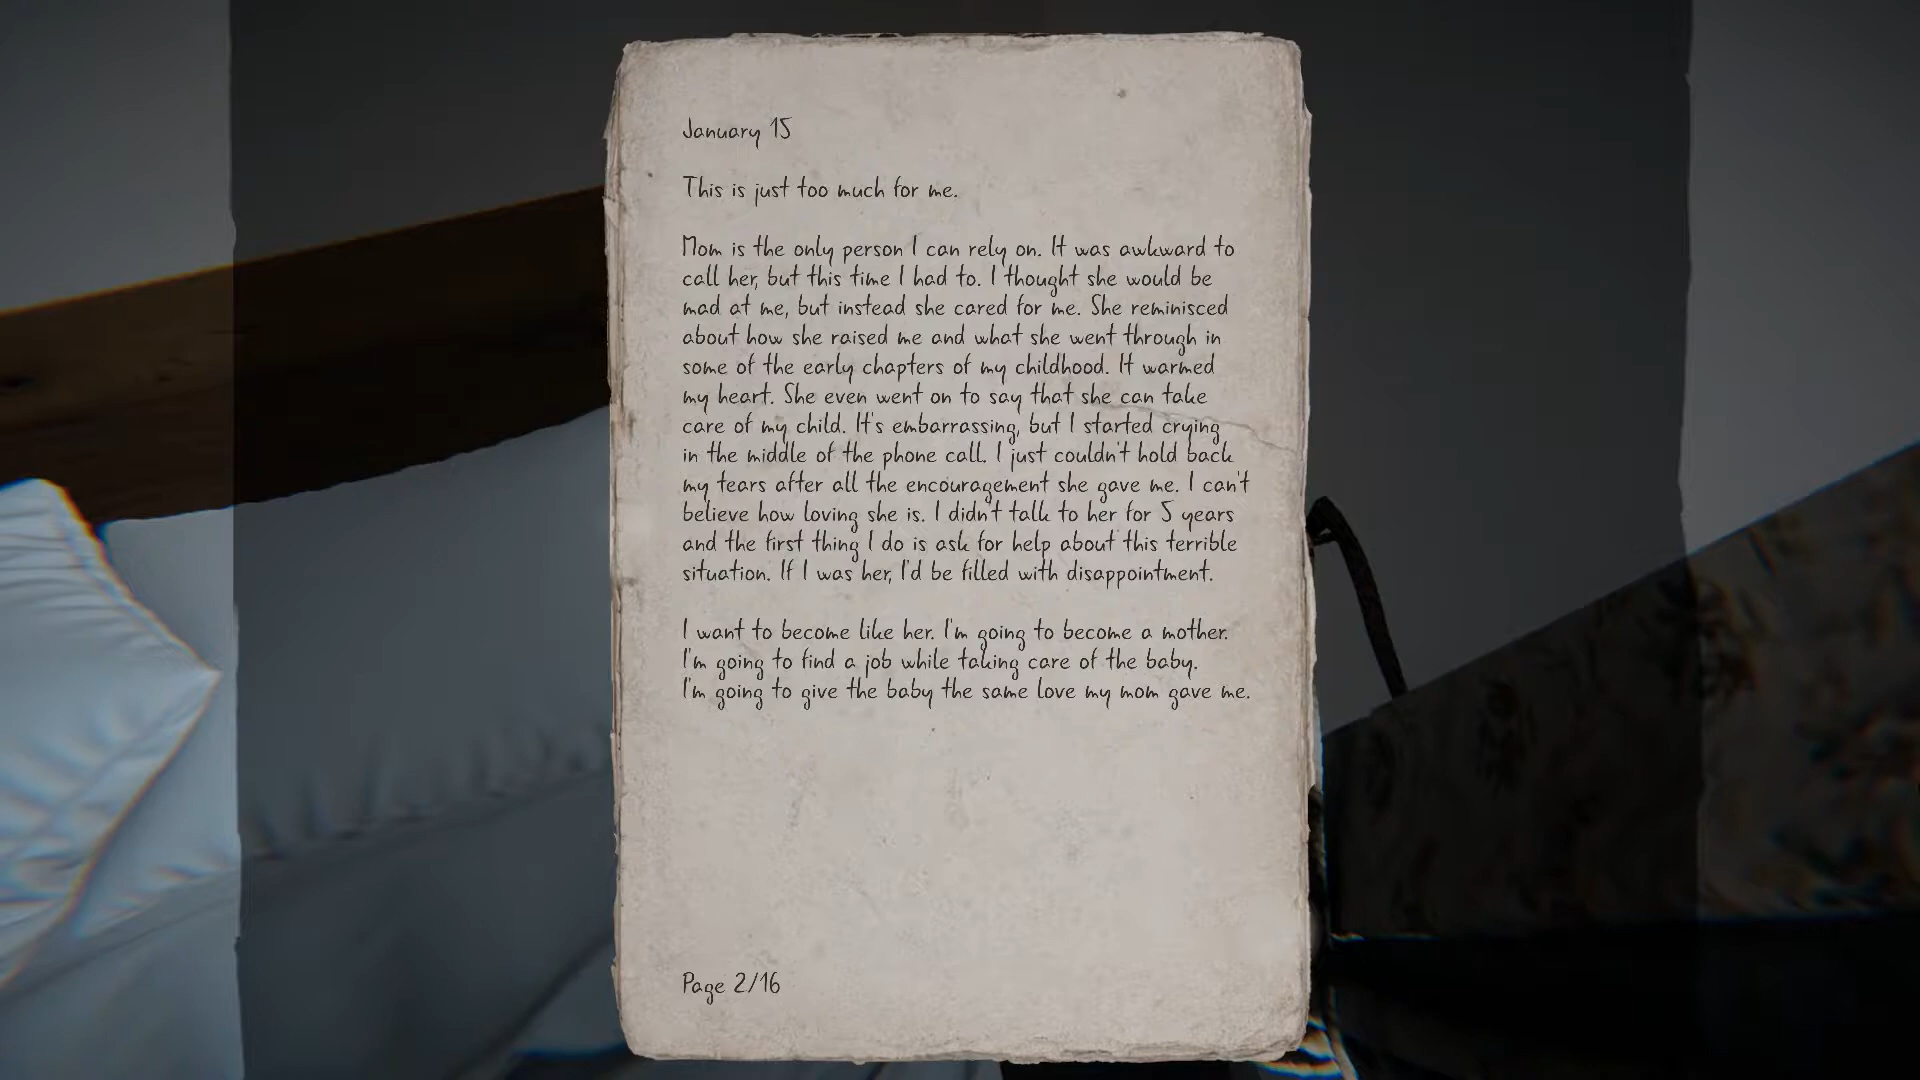 January 15
This is just too much for me.
Mom is the only person I can rely on. It was awkward to
call her, but this time I had to. I thought she would be
mad at me, but instead she cared for me. She reminisced
about how she raised me and what she went through in
some of the early chapters of my childhood. It warmed
my heart. She even went on to say that she can take
care of my child. It's embarrassing, but I started crying
in the middle of the phone call. I just couldn't hold back
my tears after all the encouragement she gave me. I can't
believe how loving she is. I didn't talk to her for 5 years
and the first thing I do is ask for help about this terrible
situation. If I was her, I'd be filled with disappointment.
I want to become like her. I'm going to become a mother.
I'm going to find a job while taking care of the baby.
I'm going to give the baby the same love my mom gave me.
Page 2/16